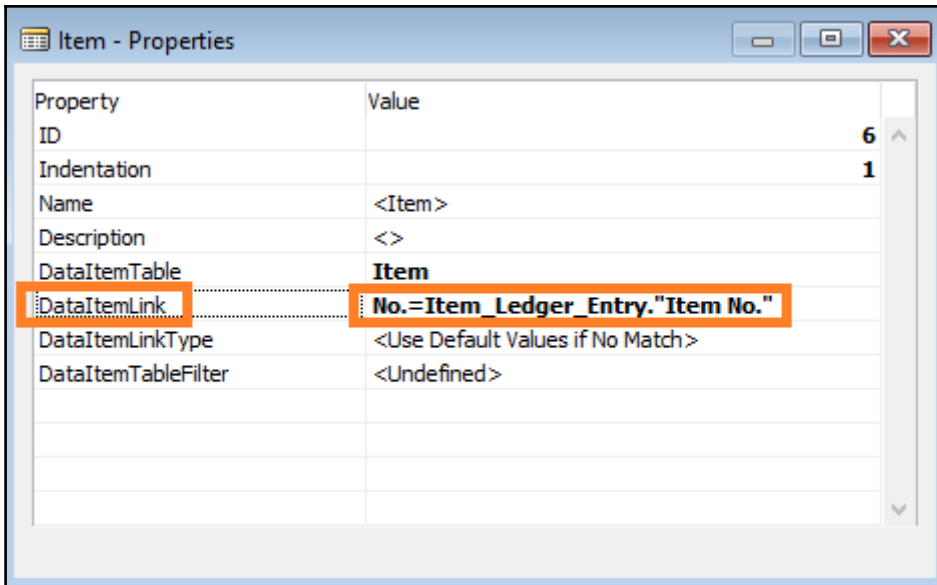 Item - Properties
Property Value
ID 6
Indentation 1
Name <Item>
Description <>
DataItemTable Item
DataItemLink No.=Item_Ledger_Entry."Item No."
DataItemLinkType <Use Default Values if No Match>
DataItemTableFilter <Undefined>